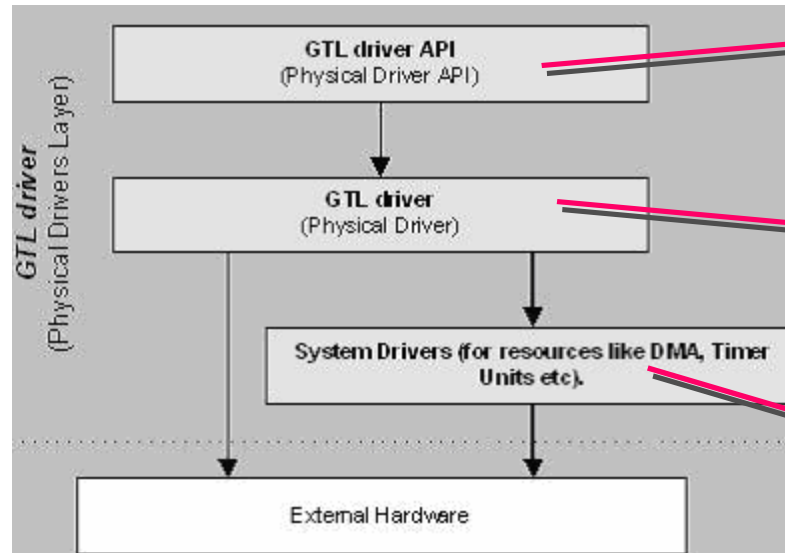 GTL driver
(Physical Drivers Layer)
GTL driver API
(Physical Driver API)
GTL driver
(Physical Driver)
System Drivers (for resources like DMA, Timer
Units etc).
External Hardware